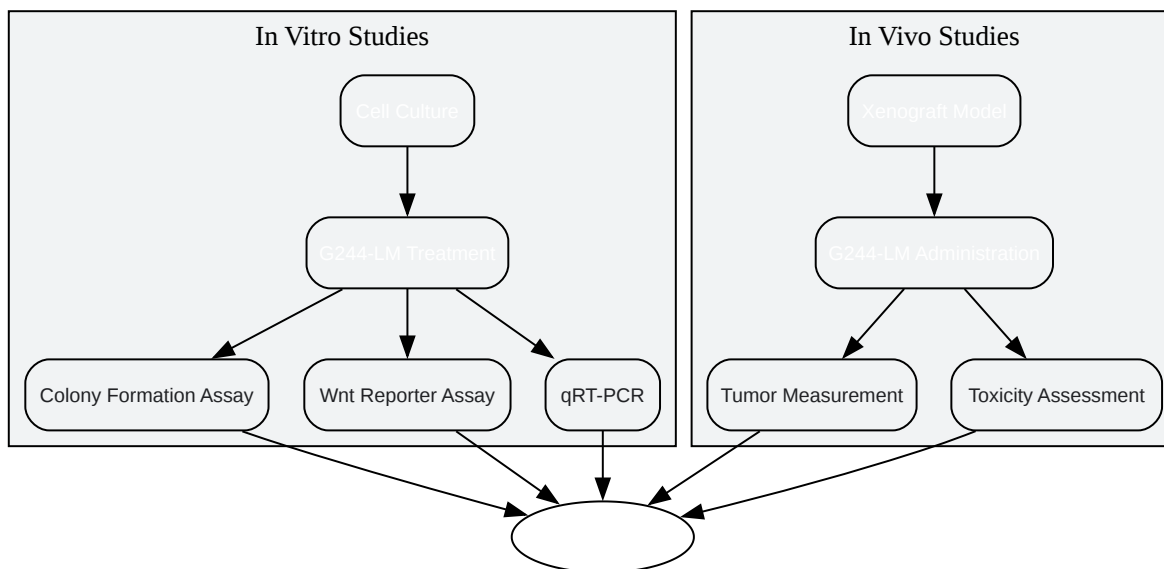 In Vitro Studies
In Vivo Studies
Cell Culture
Xenograft Model
G244-LM Treatment
G244-LM Administration
Colony Formation Assay
Wnt Reporter Assay
qRT-PCR
Tumor Measurement
Toxicity Assessment